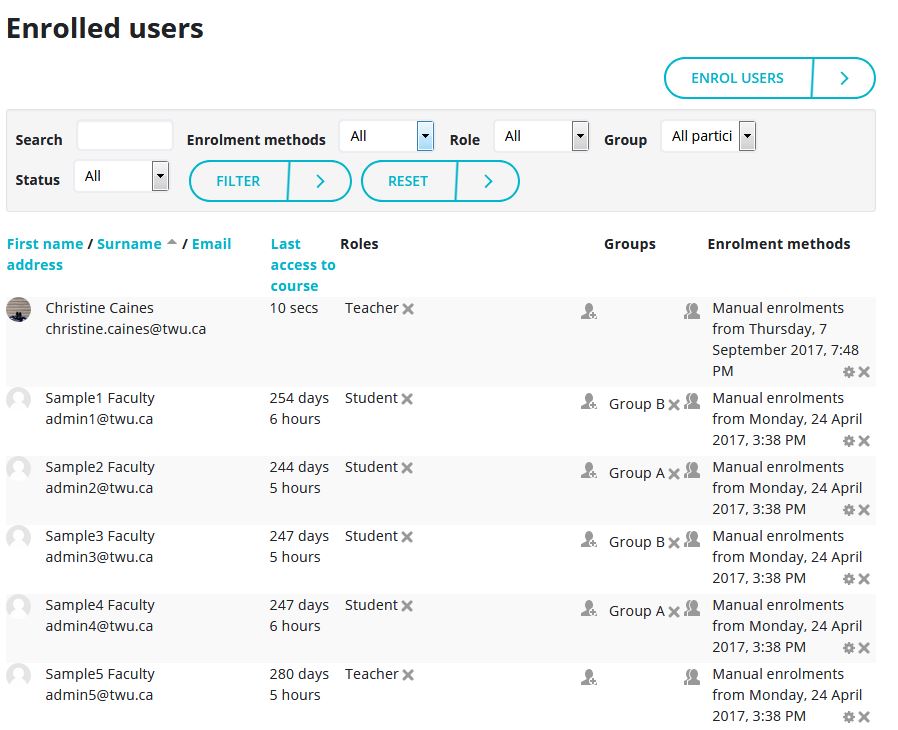 Enrolled users
ENROL USERS
Search Enrolment methods All Role All Group All partici
Status All FILTER RESET
First name / Surname / Email address
Last access to course
Roles
Groups
Enrolment methods
Christine Caines
christine.caines@twu.ca
10 secs
Teacher
Manual enrolments
from Thursday, 7
September 2017, 7:48
PM
Sample1 Faculty
admin1@twu.ca
254 days
6 hours
Student
Group B
Manual enrolments
from Monday, 24 April
2017, 3:38 PM
Sample2 Faculty
admin2@twu.ca
244 days
5 hours
Student
Group A
Manual enrolments
from Monday, 24 April
2017, 3:38 PM
Sample3 Faculty
admin3@twu.ca
247 days
5 hours
Student
Group B
Manual enrolments
from Monday, 24 April
2017, 3:38 PM
Sample4 Faculty
admin4@twu.ca
247 days
6 hours
Student
Group A
Manual enrolments
from Monday, 24 April
2017, 3:38 PM
Sample5 Faculty
admin5@twu.ca
280 days
5 hours
Teacher
Manual enrolments
from Monday, 24 April
2017, 3:38 PM